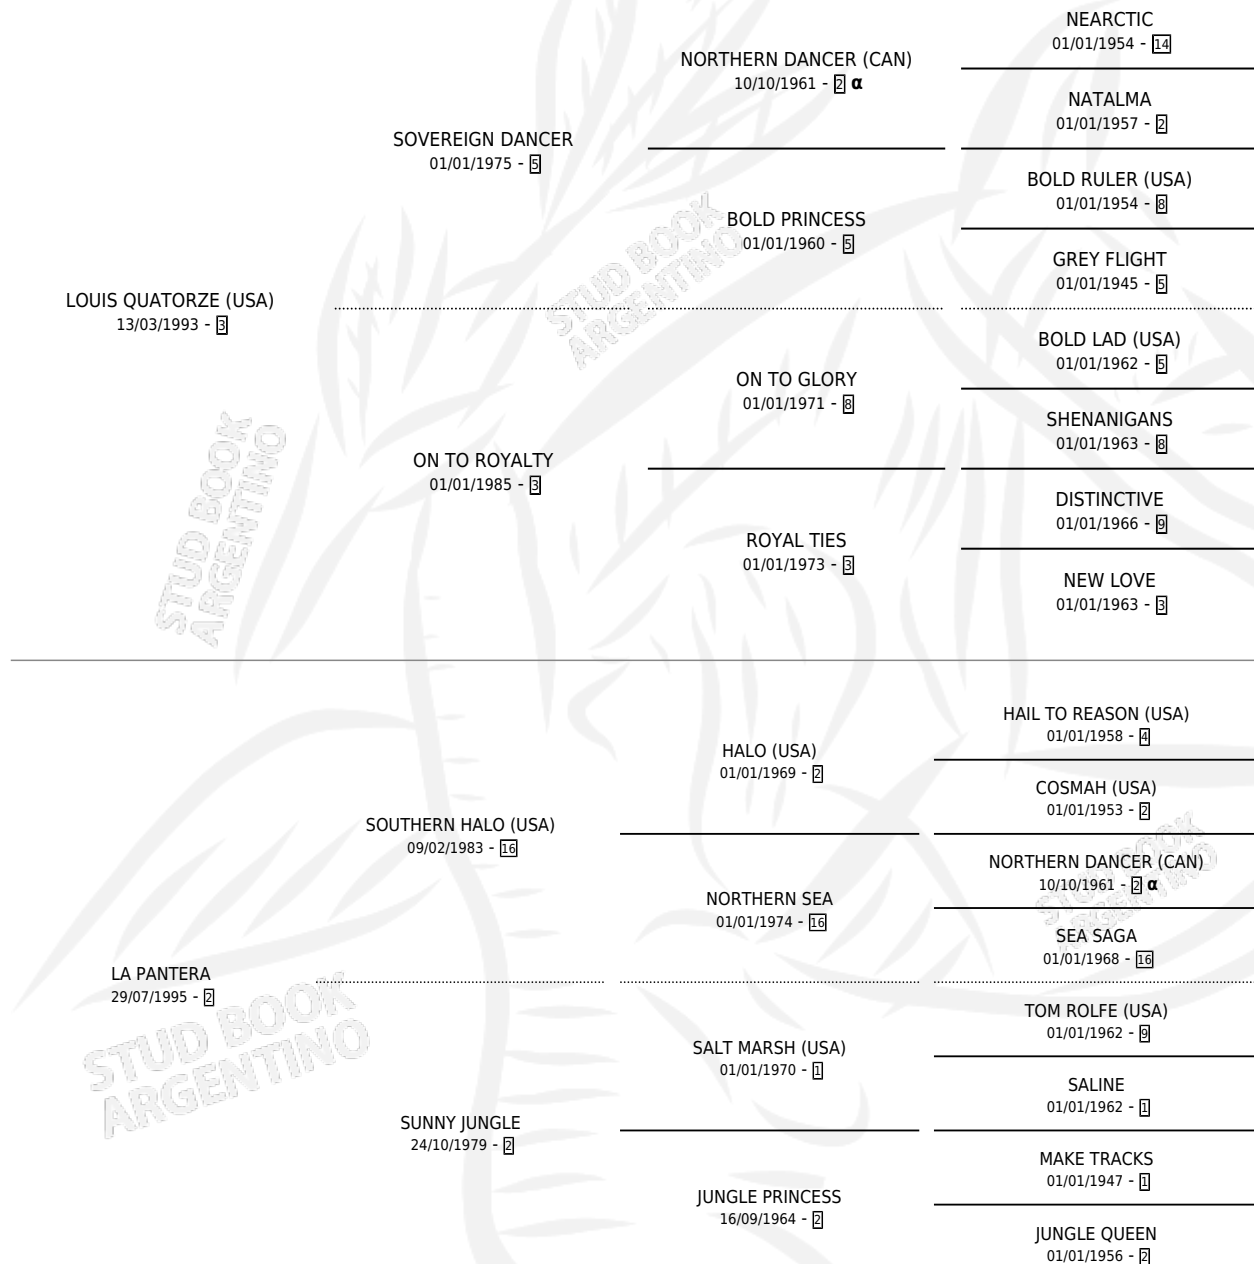 NEARCTIC
01/01/1954 - 14
NORTHERN DANCER (CAN)
10/10/1961 - 2 α
NATALMA
01/01/1957 - 2
SOVEREIGN DANCER
01/01/1975 - 5
BOLD RULER (USA)
01/01/1954 - 8
BOLD PRINCESS
01/01/1960 - 5
GREY FLIGHT
01/01/1945 - 5
STUD BOOK
ARGENTINO
LOUIS QUATORZE (USA)
13/03/1993 - 3
BOLD LAD (USA)
01/01/1962 - 5
ON TO GLORY
01/01/1971 - 8
SHENANIGANS
01/01/1963 - 8
ON TO ROYALTY
01/01/1985 - 3
DISTINCTIVE
01/01/1966 - 9
ROYAL TIES
01/01/1973 - 3
NEW LOVE
01/01/1963 - 3
STUD BOOK
ARGENTINO
HAIL TO REASON (USA)
01/01/1958 - 4
HALO (USA)
01/01/1969 - 2
COSMAH (USA)
01/01/1953 - 2
SOUTHERN HALO (USA)
09/02/1983 - 16
NORTHERN DANCER (CAN)
10/10/1961 - 2 α
NORTHERN SEA
01/01/1974 - 16
SEA SAGA
01/01/1968 - 16
STUD BOOK
ARGENTINO
LA PANTERA
29/07/1995 - 2
TOM ROLFE (USA)
01/01/1962 - 9
SALT MARSH (USA)
01/01/1970 - 1
SALINE
01/01/1962 - 1
STUD BOOK
ARGENTINO
SUNNY JUNGLE
24/10/1979 - 2
MAKE TRACKS
01/01/1947 - 1
JUNGLE PRINCESS
16/09/1964 - 2
JUNGLE QUEEN
01/01/1956 - 2